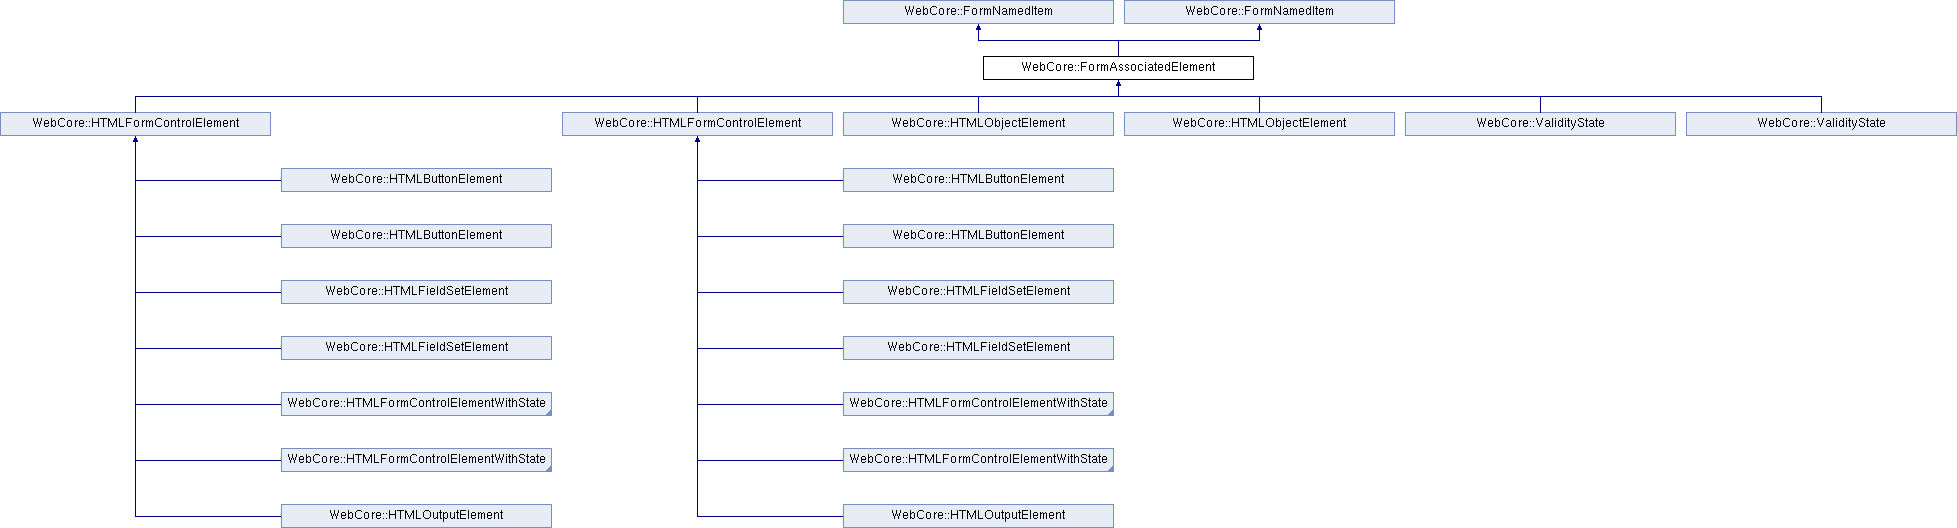 WebCore::FormNamedItem
WebCore::FormNamedItem
WebCore::FormAssociatedElement
WebCore::HTMLFormControlElement
WebCore::HTMLFormControlElement
WebCore::HTMLObjectElement
WebCore::HTMLObjectElement
WebCore::ValidityState
WebCore::ValidityState
WebCore::HTMLButtonElement
WebCore::HTMLButtonElement
WebCore::HTMLButtonElement
WebCore::HTMLButtonElement
WebCore::HTMLFieldSetElement
WebCore::HTMLFieldSetElement
WebCore::HTMLFieldSetElement
WebCore::HTMLFieldSetElement
WebCore::HTMLFormControlElementWithState
WebCore::HTMLFormControlElementWithState
WebCore::HTMLFormControlElementWithState
WebCore::HTMLFormControlElementWithState
WebCore::HTMLOutputElement
WebCore::HTMLOutputElement